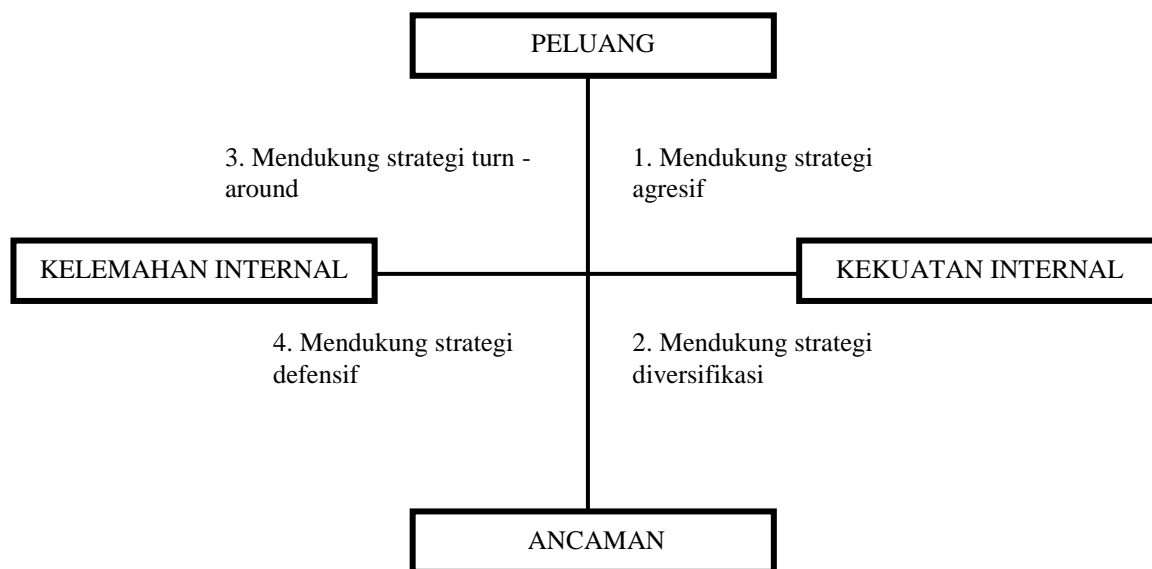 PELUANG
3. Mendukung strategi turn -
around
1. Mendukung strategi
agresif
KELEMAHAN INTERNAL
KEKUATAN INTERNAL
4. Mendukung strategi
defensif
2. Mendukung strategi
diversifikasi
ANCAMAN